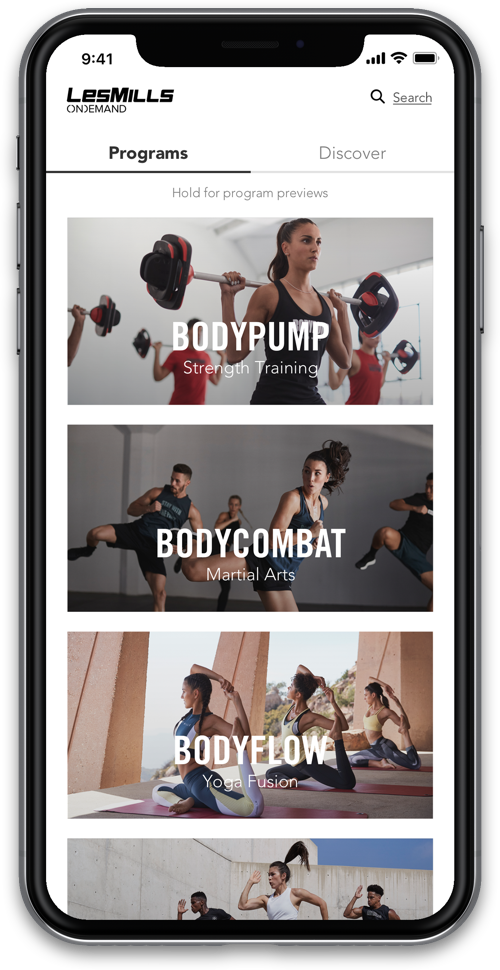 9:41
LESMILLS
ONDEMAND
Search
Programs
Discover
Hold for program previews
BODYPUMP
Strength Training
BODYCOMBAT
Martial Arts
BODYFLOW
Yoga Fusion